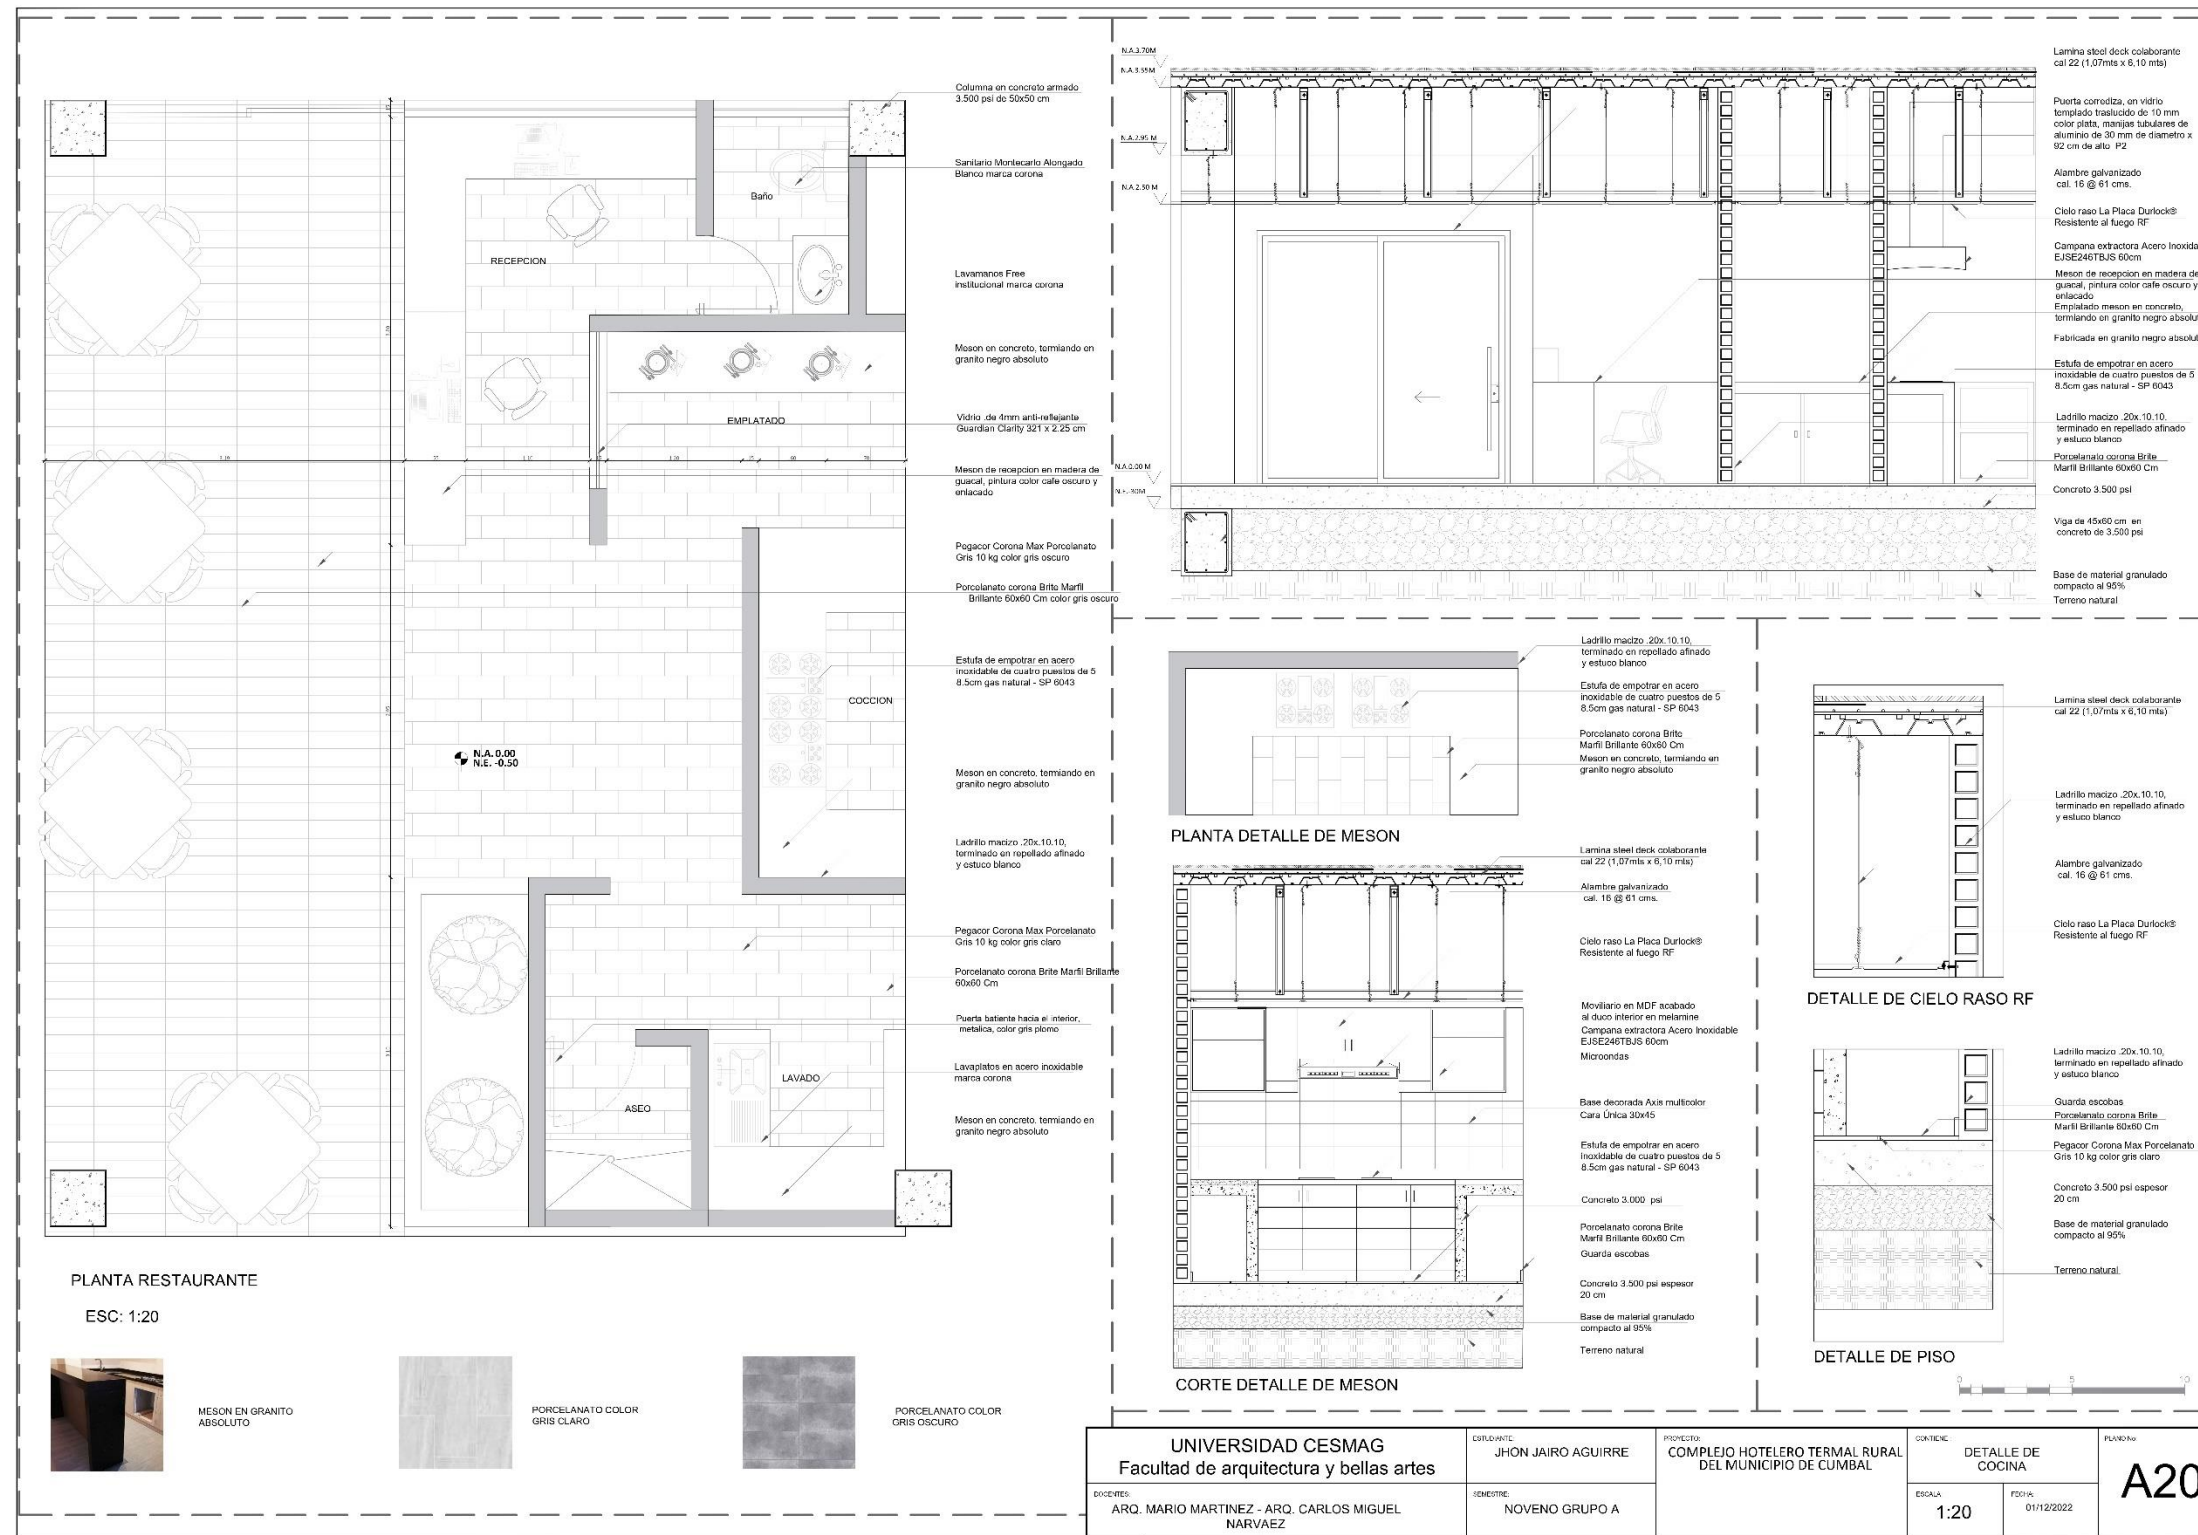 Columna en concreto armado
3.500 psi de 50x50 cm
Sanitario Montecarlo Alongado
Blanco marca corona
Baño
RECEPCION
Lavamanos Free
institucional marca corona
Meson en concreto, termiando en
granito negro absoluto
EMPLATADO
Vidrio .de 4mm anti-reflejante
Guardian Clarity 321 x 2.25 cm
Meson de recepcion en madera de
guacal, pintura color cafe oscuro y
enlacado
Pegacor Corona Max Porcelanato
Gris 10 kg color gris oscuro
Porcelanato corona Brite Marfil
Brillante 60x60 Cm color gris oscuro
Estufa de empotrar en acero
inoxidable de cuatro puestos de 5
8.5cm gas natural - SP 6043
COCCION
N.A. 0.00
N.E. -0.50
Meson en concreto, termiando en
granito negro absoluto
Ladrillo macizo .20x.10.10,
terminado en repellado afinado
y estuco blanco
Pegacor Corona Max Porcelanato
Gris 10 kg color gris claro
Porcelanato corona Brite Marfil Brillante
60x60 Cm
Puerta batiente hacia el interior,
metalica, color gris plomo
Lavaplatos en acero inoxidable
marca corona
LAVADO
ASEO
Meson en concreto, termiando en
granito negro absoluto
PLANTA RESTAURANTE
ESC: 1:20
MESON EN GRANITO
ABSOLUTO
PORCELANATO COLOR
GRIS CLARO
PORCELANATO COLOR
GRIS OSCURO
N.A.3.70M
N.A.3.55M
N.A.2.95 M
N.A.2.50 M
N.A.0.00 M
Lamina steel deck colaborante
cal 22 (1,07mts x 6,10 mts)
Puerta corrediza, en vidrio
templado traslucido de 10 mm
color plata, manijas tubulares de
aluminio de 30 mm de diametro x
92 cm de alto P2
Alambre galvanizado
cal. 16 @ 61 cms.
Cielo raso La Placa Durlock®
Resistente al fuego RF
Campana extractora Acero Inoxida
EJSE246TBJS 60cm
Meson de recepcion en madera de
guacal, pintura color cafe oscuro y
enlacado
Emplatado meson en concreto,
termiando en granito negro absolut
Fabricada en granito negro absolut
Estufa de empotrar en acero
inoxidable de cuatro puestos de 5
8.5cm gas natural - SP 6043
Ladrillo macizo .20x.10.10,
terminado en repellado afinado
y estuco blanco
Porcelanato corona Brite
Marfil Brillante 60x60 Cm
Concreto 3.500 psi
Viga de 45x60 cm en
concreto de 3.500 psi
Base de material granulado
compacto al 95%
Terreno natural
Ladrillo macizo .20x.10.10,
terminado en repellado afinado
y estuco blanco
Estufa de empotrar en acero
inoxidable de cuatro puestos de 5
8.5cm gas natural - SP 6043
Porcelanato corona Brite
Marfil Brillante 60x60 Cm
Meson en concreto, termiando en
granito negro absoluto
PLANTA DETALLE DE MESON
Lamina steel deck colaborante
cal 22 (1,07mts x 6,10 mts)
Alambre galvanizado
cal. 16 @ 61 cms.
Cielo raso La Placa Durlock®
Resistente al fuego RF
Moviliario en MDF acabado
al duco interior en melamine
Campana extractora Acero Inoxidable
EJSE246TBJS 60cm
Microondas
Base decorada Axis multicolor
Cara Única 30x45
Estufa de empotrar en acero
inoxidable de cuatro puestos de 5
8.5cm gas natural - SP 6043
Concreto 3.000 psi
Porcelanato corona Brite
Marfil Brillante 60x60 Cm
Guarda escobas
Concreto 3.500 psi espesor
20 cm
Base de material granulado
compacto al 95%
Terreno natural
CORTE DETALLE DE MESON
Lamina steel deck colaborante
cal 22 (1,07mts x 6,10 mts)
Ladrillo macizo .20x.10.10,
terminado en repellado afinado
y estuco blanco
Alambre galvanizado
cal. 16 @ 61 cms.
Cielo raso La Placa Durlock®
Resistente al fuego RF
DETALLE DE CIELO RASO RF
Ladrillo macizo .20x.10.10,
terminado en repellado afinado
y estuco blanco
Guarda escobas
Porcelanato corona Brite
Marfil Brillante 60x60 Cm
Pegacor Corona Max Porcelanato
Gris 10 kg color gris claro
Concreto 3.500 psi espesor
20 cm
Base de material granulado
compacto al 95%
Terreno natural
DETALLE DE PISO
0 5 10
UNIVERSIDAD CESMAG
Facultad de arquitectura y bellas artes
DOCENTES:
ARQ. MARIO MARTINEZ - ARQ. CARLOS MIGUEL
NARVAEZ
ESTUDIANTE:
JHON JAIRO AGUIRRE
SEMESTRE:
NOVENO GRUPO A
PROYECTO:
COMPLEJO HOTELERO TERMAL RURAL
DEL MUNICIPIO DE CUMBAL
CONTIENE
DETALLE DE
COCINA
ESCALA
1:20
FECHA:
01/12/2022
PLANO No.
A20